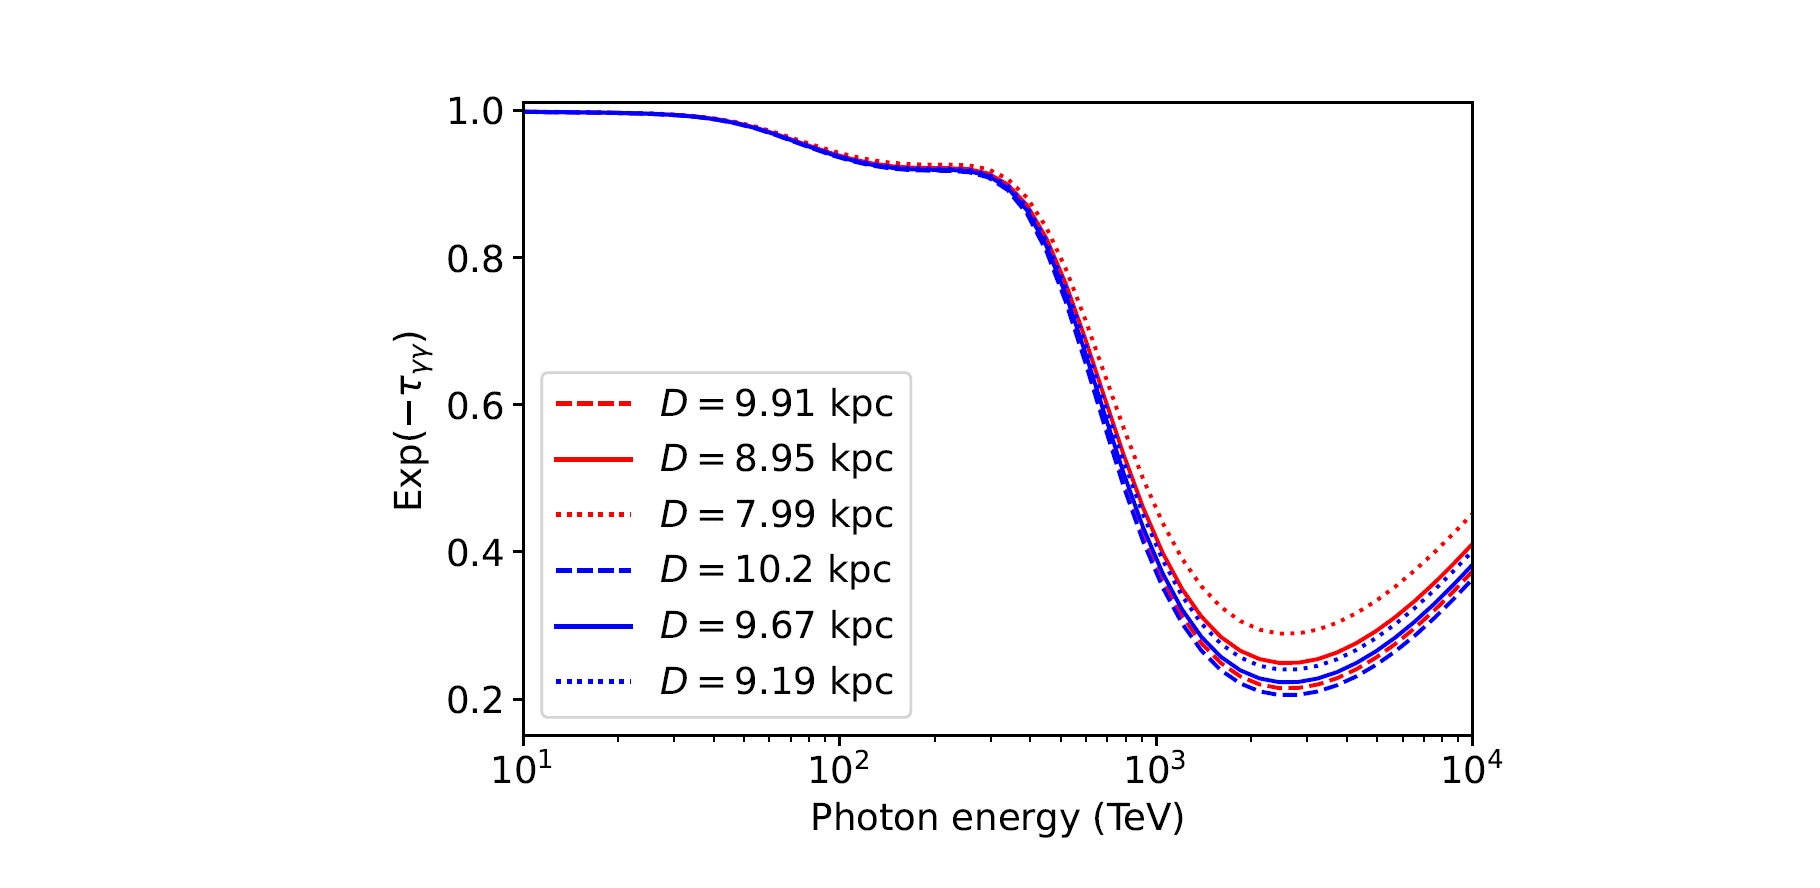 1.0
0.8
0.6
0.4
0.2
Exp(−τγγ)
D = 9.91 kpc
D = 8.95 kpc
D = 7.99 kpc
D = 10.2 kpc
D = 9.67 kpc
D = 9.19 kpc
10¹ 10² 10³ 10⁴
Photon energy (TeV)